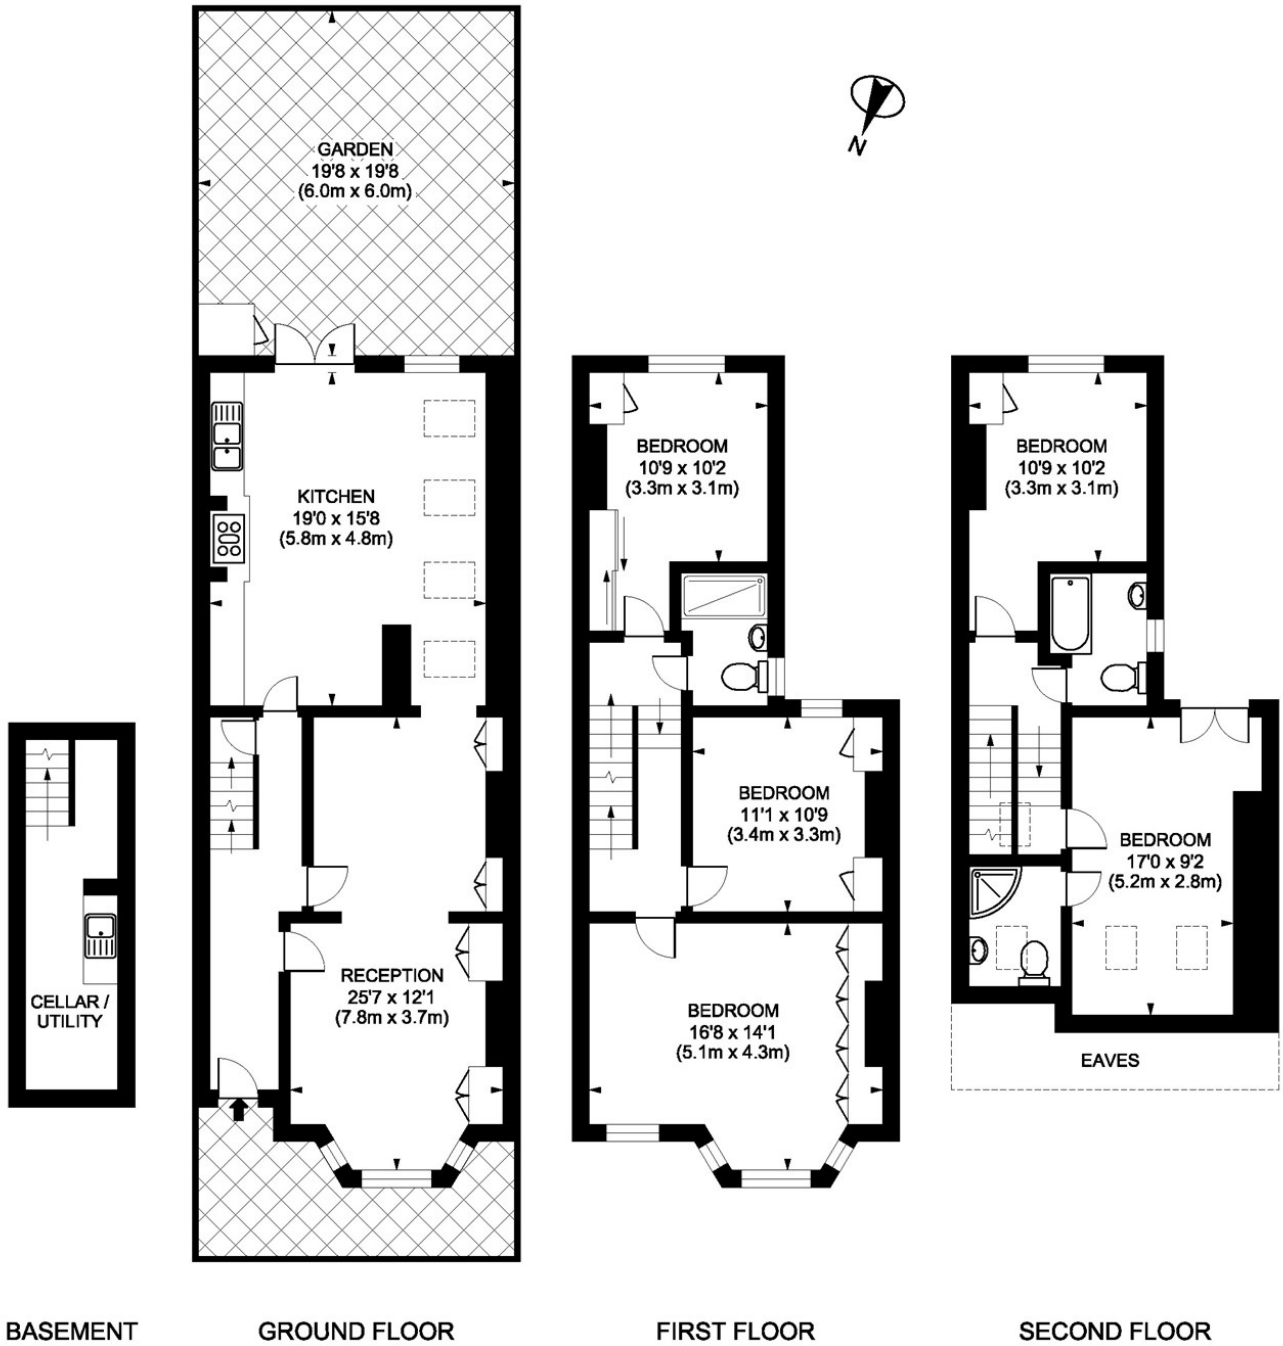 GARDEN
19'8 x 19'8
(6.0m x 6.0m)
N
KITCHEN
19'0 x 15'8
(5.8m x 4.8m)
BEDROOM
10'9 x 10'2
(3.3m x 3.1m)
BEDROOM
10'9 x 10'2
(3.3m x 3.1m)
BEDROOM
11'1 x 10'9
(3.4m x 3.3m)
BEDROOM
17'0 x 9'2
(5.2m x 2.8m)
CELLAR /
UTILITY
RECEPTION
25'7 x 12'1
(7.8m x 3.7m)
BEDROOM
16'8 x 14'1
(5.1m x 4.3m)
EAVES
BASEMENT
GROUND FLOOR
FIRST FLOOR
SECOND FLOOR